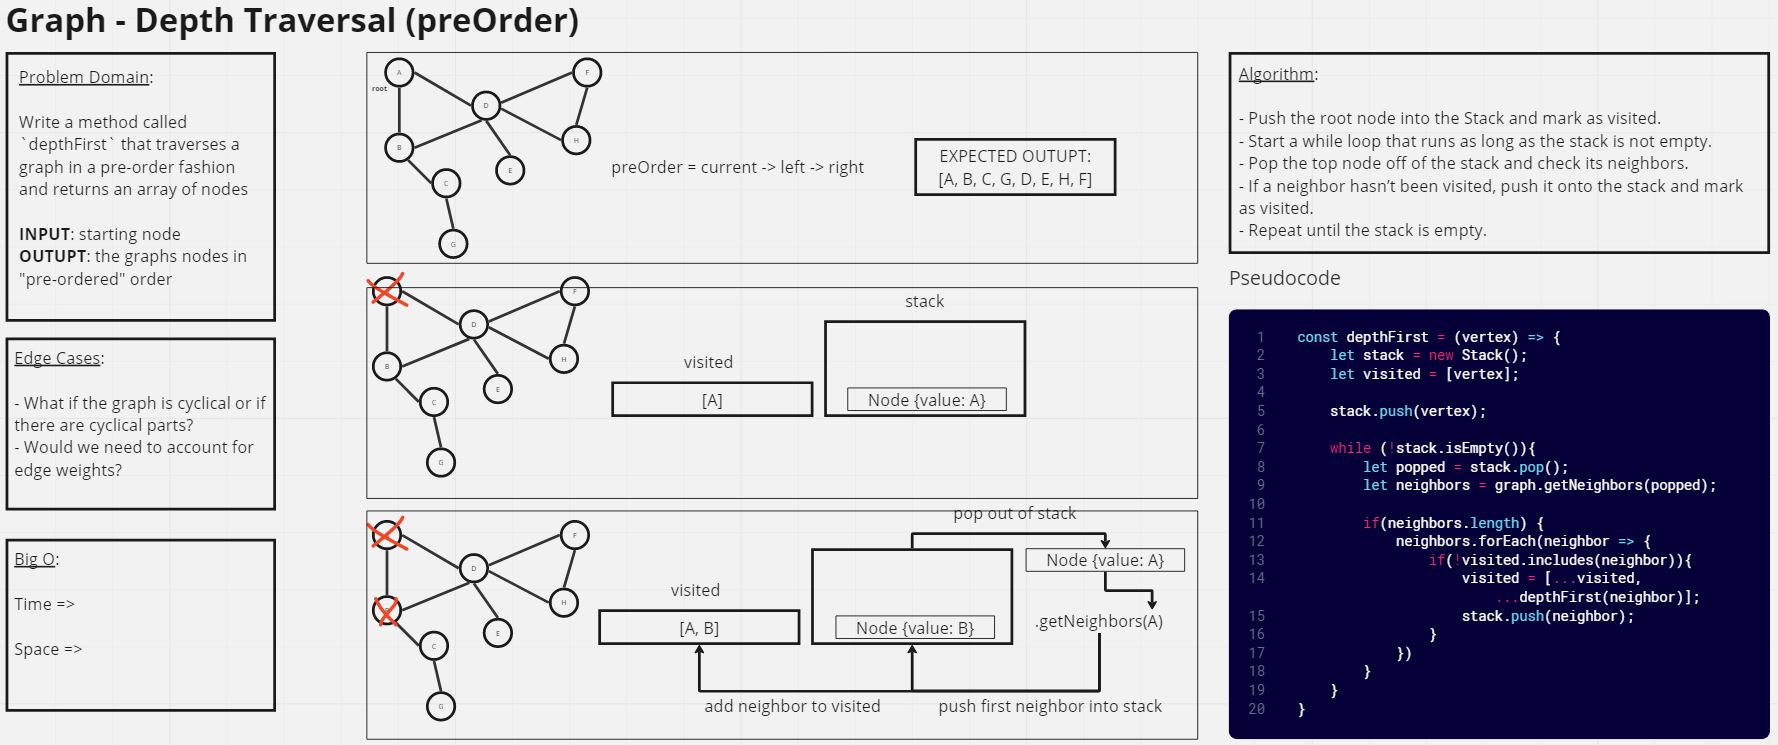 Graph - Depth Traversal (preOrder)
Problem Domain:
Write a method called
`depthFirst` that traverses a
graph in a pre-order fashion
and returns an array of nodes
INPUT: starting node
OUTUPT: the graphs nodes in
"pre-ordered" order
Edge Cases:
- What if the graph is cyclical or if
there are cyclical parts?
- Would we need to account for
edge weights?
Big O:
Time =>
Space =>
A
F
root
D
B
H
E
C
G
preOrder = current -> left -> right
EXPECTED OUTUPT:
[A, B, C, G, D, E, H, F]
F
D
B
H
E
C
G
visited
[A]
stack
Node {value: A}
F
D
H
E
C
G
visited
[A, B]
pop out of stack
Node {value: A}
Node {value: B}
.getNeighbors(A)
add neighbor to visited
push first neighbor into stack
Algorithm:
- Push the root node into the Stack and mark as visited.
- Start a while loop that runs as long as the stack is not empty.
- Pop the top node off of the stack and check its neighbors.
- If a neighbor hasn’t been visited, push it onto the stack and mark
as visited.
- Repeat until the stack is empty.
Pseudocode
1 const depthFirst = (vertex) => {
2 let stack = new Stack();
3 let visited = [vertex];
4
5 stack.push(vertex);
6
7 while (!stack.isEmpty()){
8 let popped = stack.pop();
9 let neighbors = graph.getNeighbors(popped);
10
11 if(neighbors.length) {
12 neighbors.forEach(neighbor => {
13 if(!visited.includes(neighbor)){
14 visited = [...visited,
...depthFirst(neighbor)];
15 stack.push(neighbor);
16 }
17 })
18 }
19 }
20 }